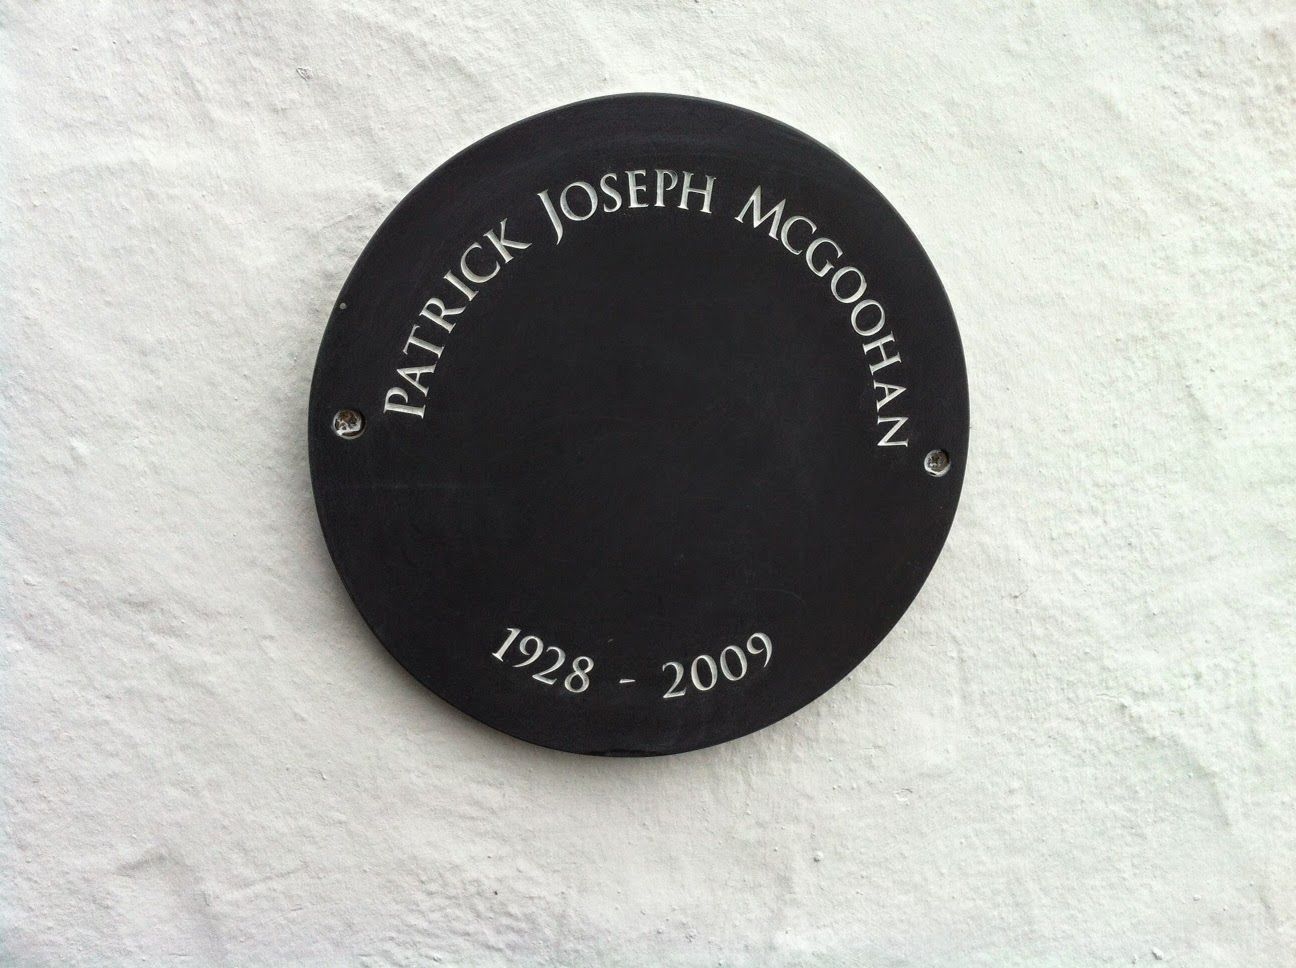 PATRICK JOSEPH MCGOOHAN
1928 - 2009